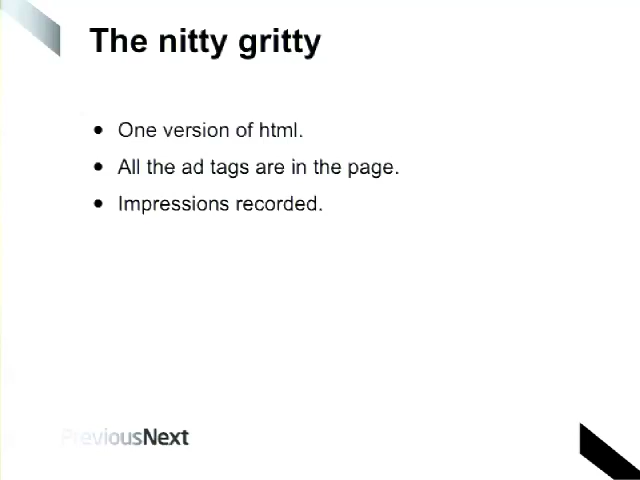 The nitty gritty
One version of html.
All the ad tags are in the page.
Impressions recorded.
PreviousNext